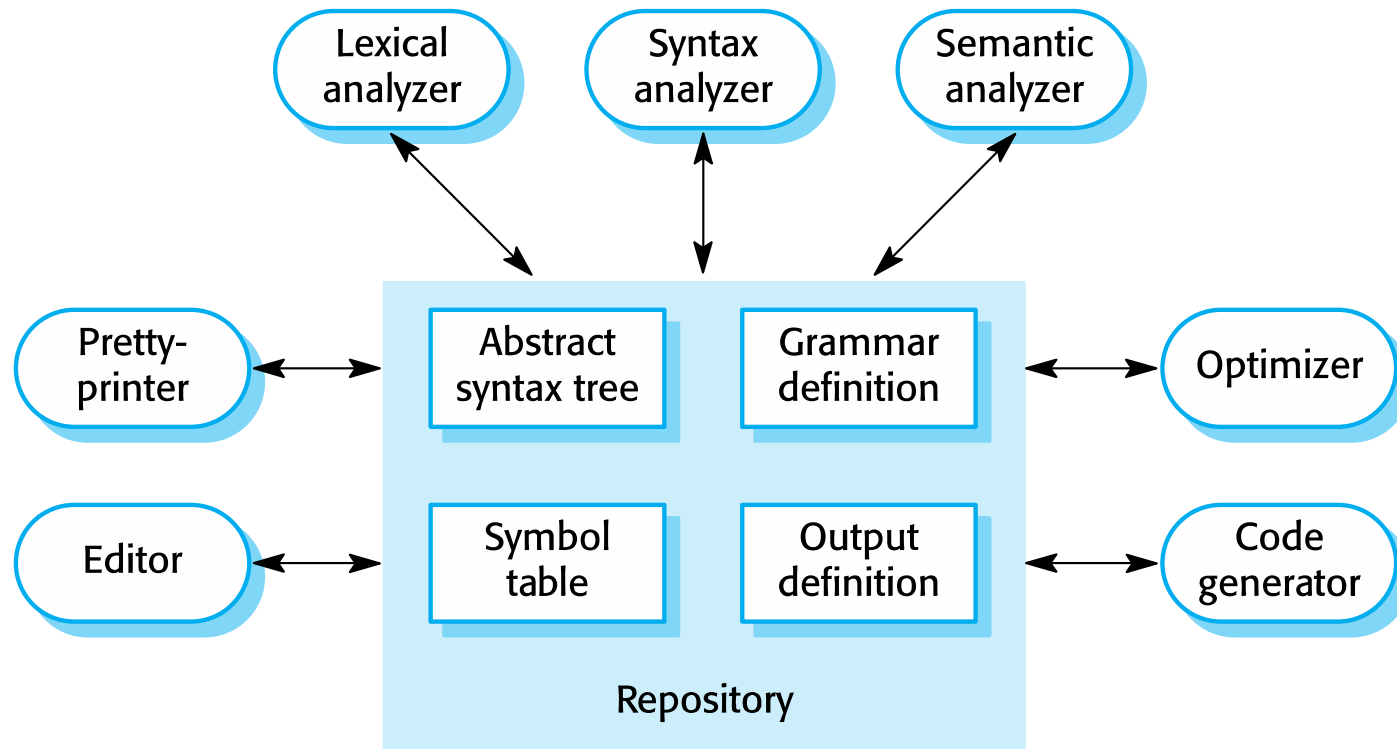 Lexical
analyzer
Syntax
analyzer
Semantic
analyzer
Pretty-
printer
Abstract
syntax tree
Grammar
definition
Optimizer
Editor
Symbol
table
Output
definition
Code
generator
Repository